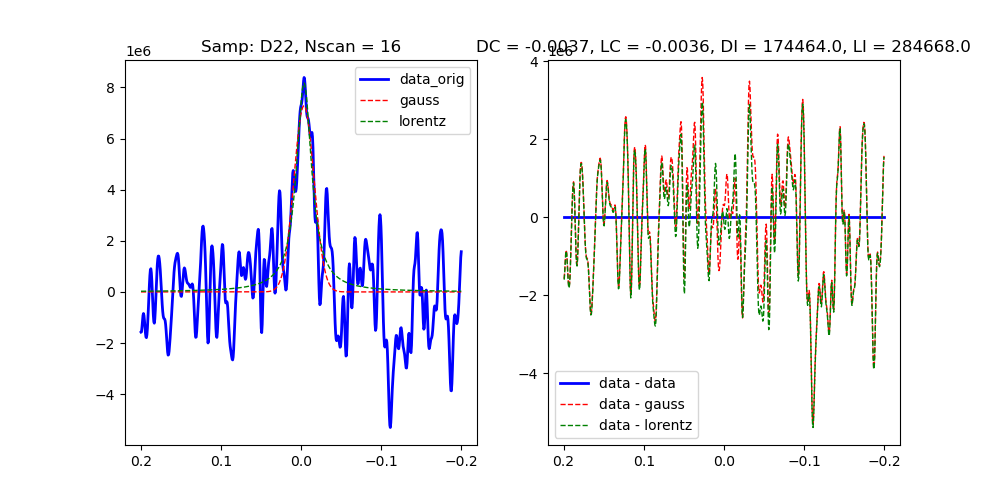 Samp: D22, Nscan = 16
DC = -0.0037, LC = -0.0036, DI = 174464.0, LI = 284668.0
1e6
1e6
data_orig
gauss
lorentz
8
6
4
2
0
−2
−4
0.2
0.1
0.0
−0.1
−0.2
4
2
0
−2
−4
data - data
data - gauss
data - lorentz
0.2
0.1
0.0
−0.1
−0.2